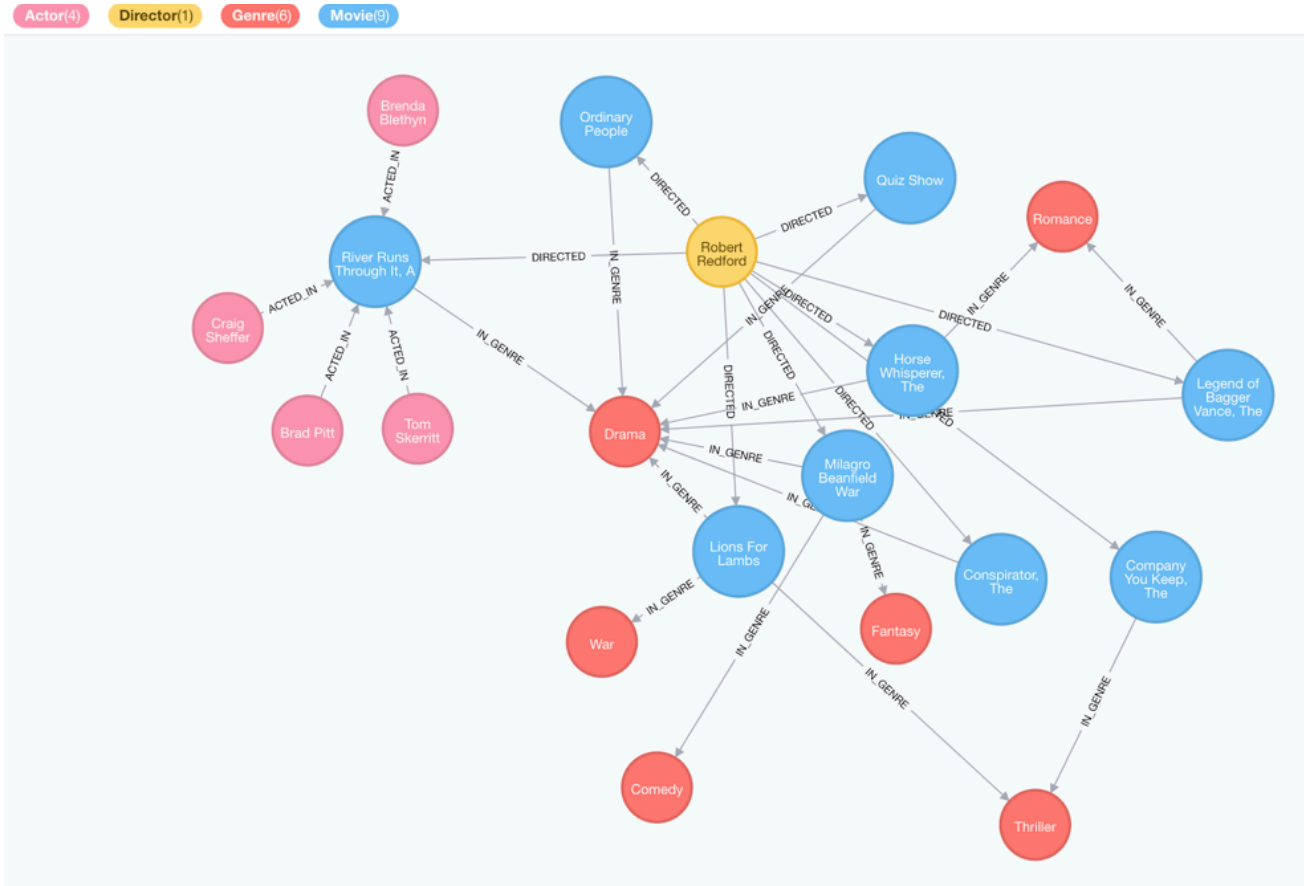 Actor(4) Director(1) Genre(6) Movie(9)
Brenda
Blethyn
Ordinary
People
ACTED_IN
DIRECTED
Quiz Show
DIRECTED
Romance
River Runs
Through It, A
DIRECTED
Robert
Redford
IN_GENRE
ACTED_IN
Craig
Sheffer
IN_GENRE
DIRECTED
IN_GENRE
DIRECTED
IN_GENRE
ACTED_IN
ACTED_IN
IN_GENRE
DIRECTED
Horse
Whisperer,
The
Legend of
Bagger
Vance, The
DIRECTED
IN_GENRE
DIRECTED
Brad Pitt
Tom
Skerritt
Drama
IN_GENRE
Milagro
Beanfield
War
IN_GENRE
Lions For
Lambs
IN_GENRE
Conspirator,
The
Company
You Keep,
The
IN_GENRE
War
Fantasy
IN_GENRE
IN_GENRE
IN_GENRE
Comedy
Thriller